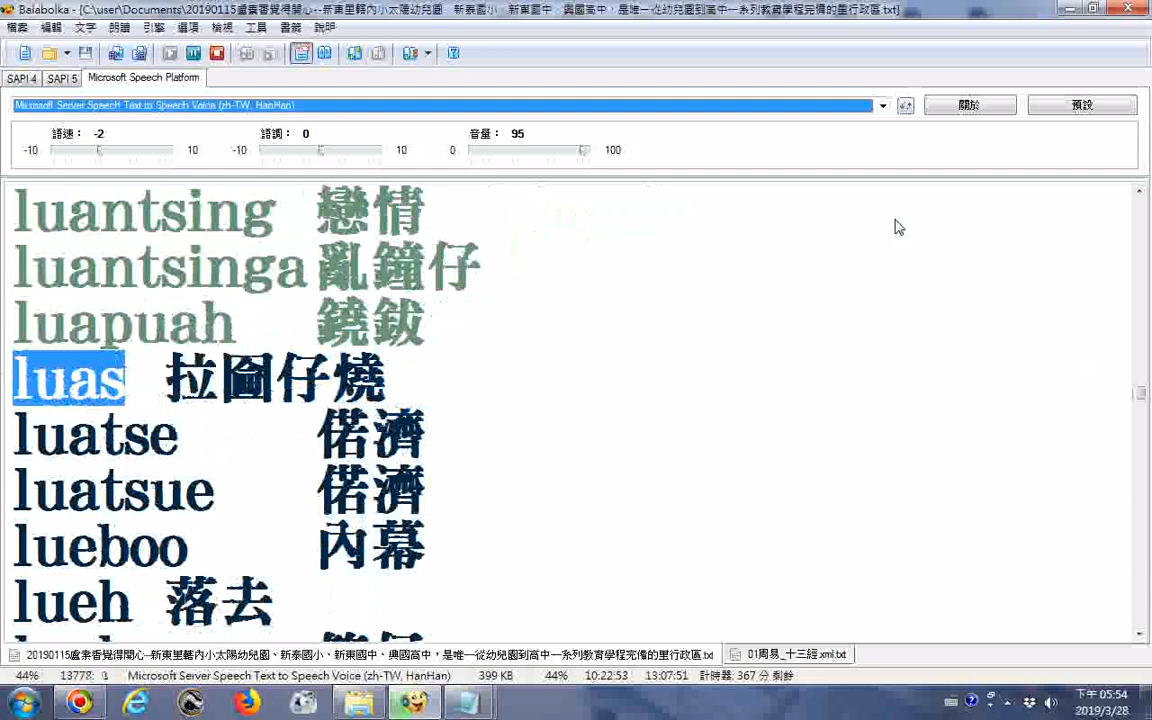 Balabolka - [C:\user\Documents\20190115盧素香覺得開心--新東里轄內小太陽幼兒園、新泰國小、新東國中、興國高中，是唯一從幼兒園到高中一系列教育學程完備的里行政區.txt]
檔案 編輯 文字 朗讀 引擎 選項 檢視 工具 書籤 說明
SAPI 4 SAPI 5 Microsoft Speech Platform
Microsoft Server Speech Text to Speech Voice (zh-TW, HanHan) 關於 預設
語速： -2 語調： 0 音量： 95
-10 10 -10 10 0 100
luantsing 戀情
luantsinga 亂鐘仔
luapuah 鐃鈸
luas 拉圇仔燒
luatse 偌濟
luatsue 偌濟
lueboo 內幕
lueh 落去
20190115盧素香覺得開心--新東里轄內小太陽幼兒園、新泰國小、新東國中、興國高中，是唯一從幼兒園到高中一系列教育學程完備的里行政區.txt 01周易_十三經.xml.txt
44% Microsoft Server Speech Text to Speech Voice (zh-TW, HanHan) 399 KB 44% 10:22:53 13:07:51 計時器: 367 分 剩餘
下午 05:54
2019/3/28